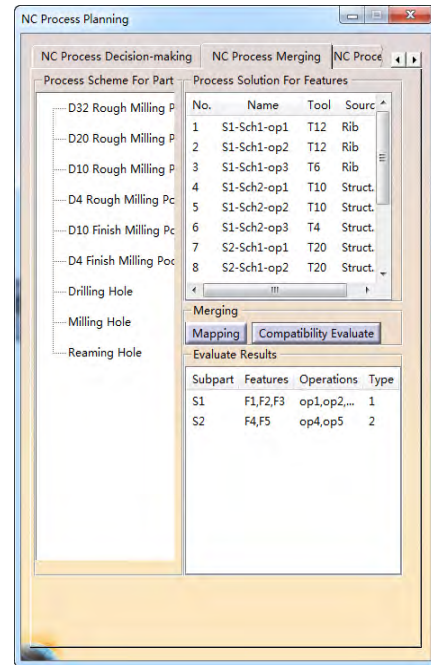 NC Process Planning
NC Process Decision-making NC Process Merging NC Proce
Process Scheme For Part
D32 Rough Milling P
D20 Rough Milling P
D10 Rough Milling P
D4 Rough Milling Pc
D10 Finish Milling Pc
D4 Finish Milling Poc
Drilling Hole
Milling Hole
Reaming Hole
Process Solution For Features
No. Name Tool Sourc
1 S1-Sch1-op1 T12 Rib
2 S1-Sch1-op2 T12 Rib
3 S1-Sch1-op3 T6 Rib
4 S1-Sch2-op1 T10 Struct.
5 S1-Sch2-op2 T10 Struct.
6 S1-Sch2-op3 T4 Struct.
7 S2-Sch1-op1 T20 Struct.
8 S2-Sch1-op2 T20 Struct.
Merging
Mapping Compatibility Evaluate
Evaluate Results
Subpart Features Operations Type
S1 F1,F2,F3 op1,op2,... 1
S2 F4,F5 op4,op5 2